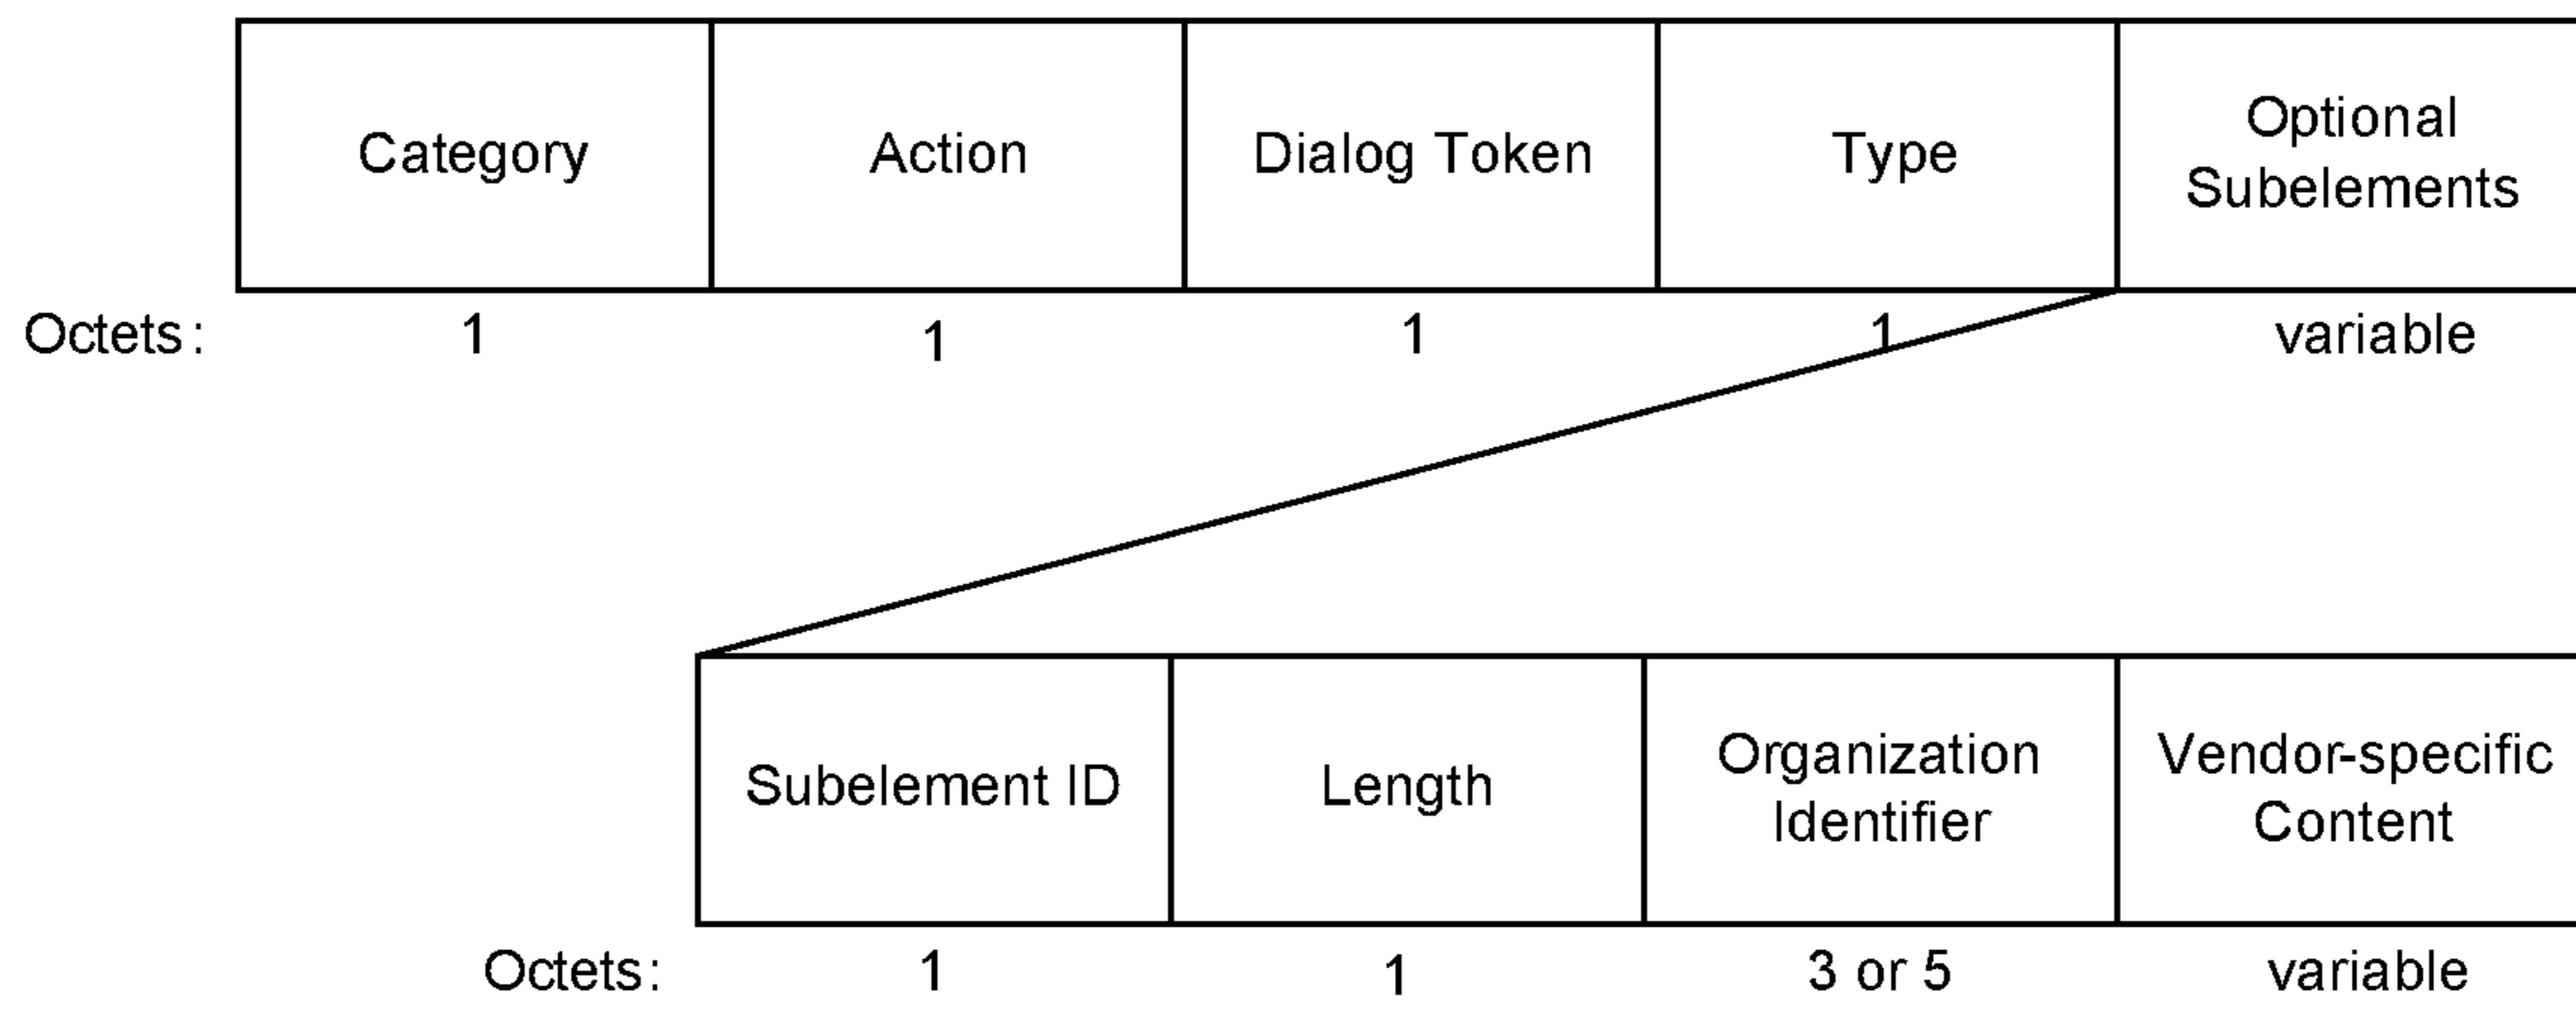 Category Action Dialog Token Type Optional
Subelements
Octets: 1 1 1 1 variable
Subelement ID Length Organization
Identifier Vendor-specific
Content
Octets: 1 1 3 or 5 variable